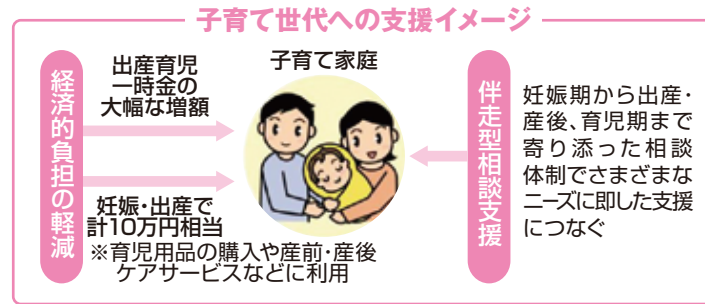 子育て世代への支援イメージ
経済的負担の軽減
出産育児
一時金の
大幅な増額
妊娠・出産で
計10万円相当
※育児用品の購入や産前・産後
ケアサービスなどに利用
子育て家庭
伴走型相談支援
妊娠期から出産・
産後、育児期まで
寄り添った相談
体制でさまざまな
ニーズに即した支援
につなぐ